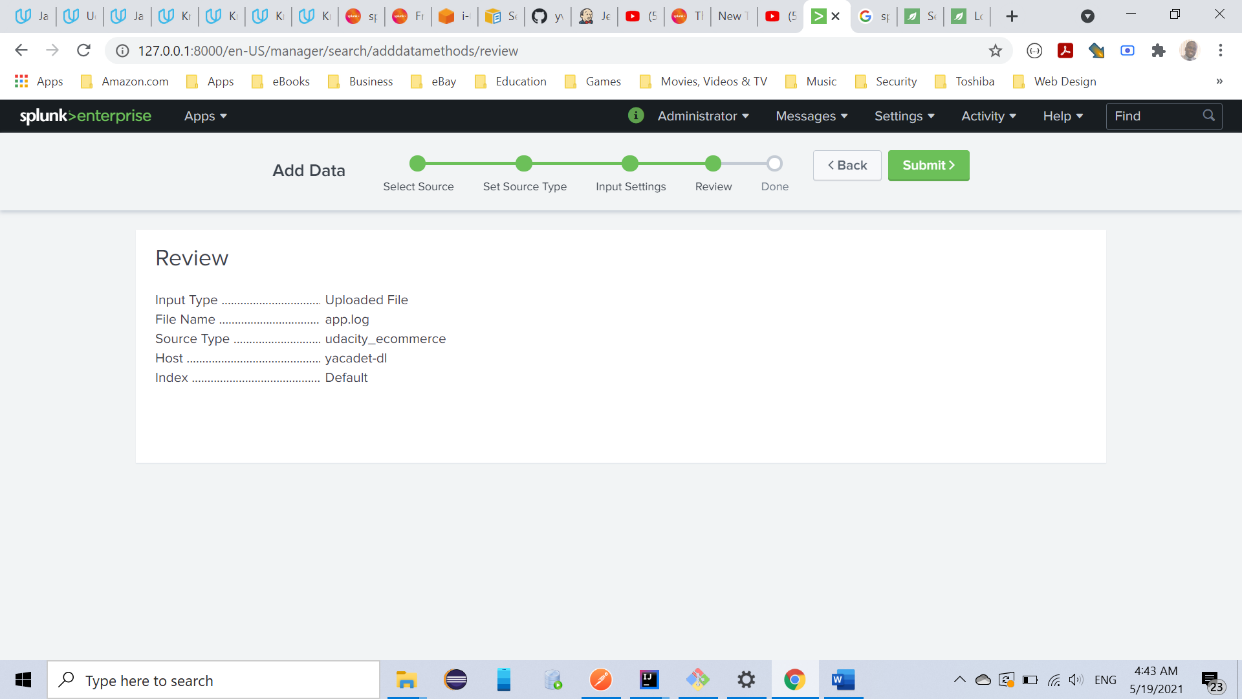 Ja
Ja
New T
127.0.0.1:8000/en-US/manager/search/adddatamethods/review
Apps Amazon.com Apps eBooks Business eBay Education Games Movies, Videos & TV Music Security Toshiba Web Design »
splunk>enterprise Apps Administrator Messages Settings Activity Help Find
Add Data
Select Source Set Source Type Input Settings Review Done
< Back Submit >
Review
Input Type ............................... Uploaded File
File Name ............................... app.log
Source Type ........................... udacity_ecommerce
Host .......................................... yacadet-dl
Index ........................................ Default
Type here to search
ENG
4:43 AM
5/19/2021
23